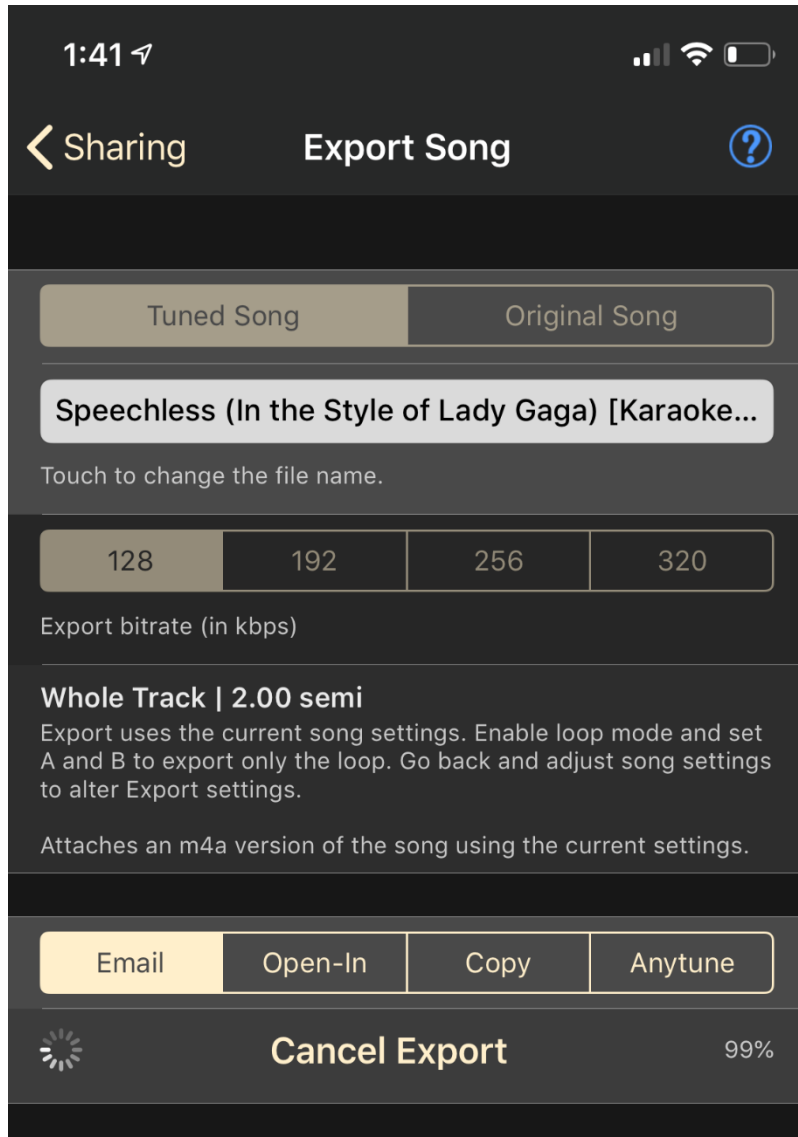 1:41
Sharing
Export Song
?
Tuned Song
Original Song
Speechless (In the Style of Lady Gaga) [Karaoke...
Touch to change the file name.
128
192
256
320
Export bitrate (in kbps)
Whole Track | 2.00 semi
Export uses the current song settings. Enable loop mode and set
A and B to export only the loop. Go back and adjust song settings
to alter Export settings.
Attaches an m4a version of the song using the current settings.
Email
Open-In
Copy
Anytune
Cancel Export
99%